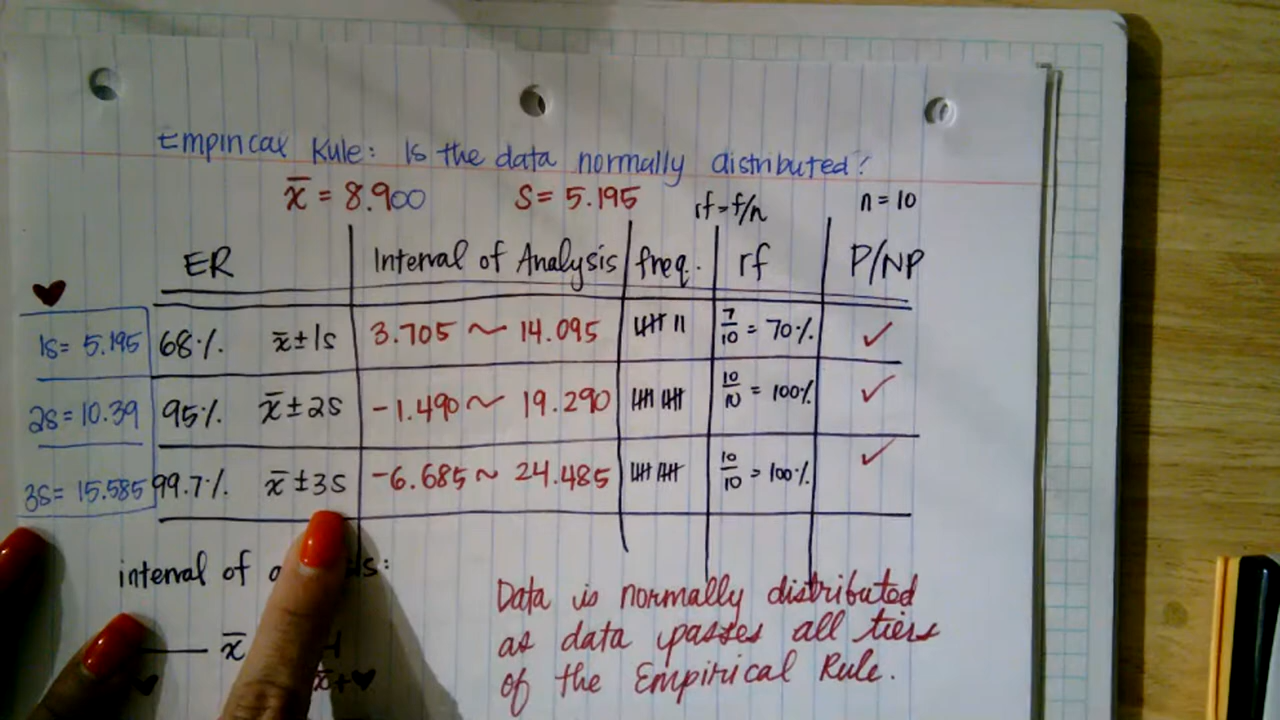 Empirical Rule: Is the data normally distributed?
x̄ = 8.900 S = 5.195 rf = f/n n = 10
ER Interval of Analysis freq. rf P/NP
1s = 5.195 68% x̄ ± 1s 3.705 ~ 14.095 𝍸 || 7/10 = 70% ✓
2s = 10.39 95% x̄ ± 2s -1.490 ~ 19.290 𝍸 𝍸 10/10 = 100% ✓
3s = 15.585 99.7% x̄ ± 3s -6.685 ~ 24.485 𝍸 𝍸 10/10 = 100% ✓
interval of
Data is normally distributed
as data passes all tiers
of the Empirical Rule.
x̄
x̄+♥